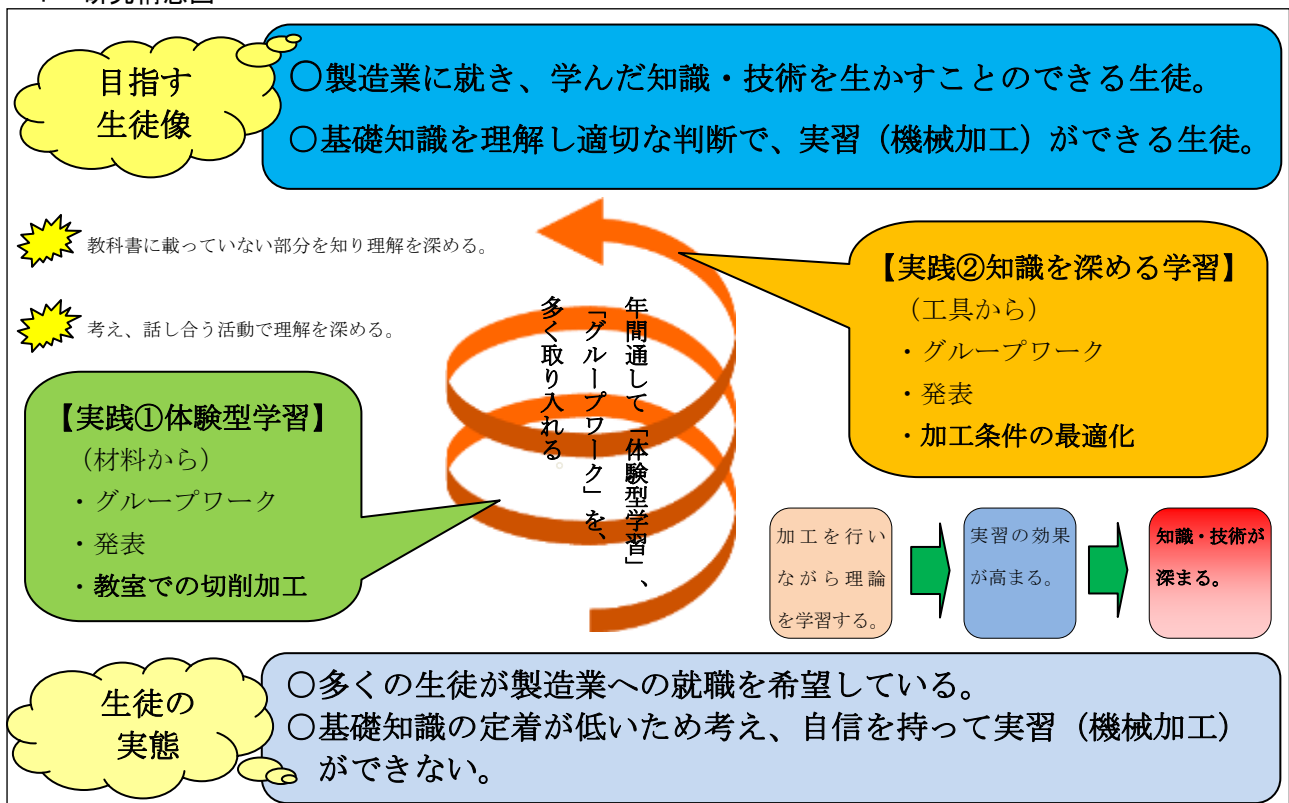 目指す
生徒像
○製造業に就き、学んだ知識・技術を生かすことのできる生徒。
○基礎知識を理解し適切な判断で、実習（機械加工）ができる生徒。
教科書に載っていない部分を知り理解を深める。
考え、話し合う活動で理解を深める。
年間通して「体験型学習」、
「グループワーク」を、
多く取り入れる。
【実践②知識を深める学習】
（工具から）
・グループワーク
・発表
・加工条件の最適化
【実践①体験型学習】
（材料から）
・グループワーク
・発表
・教室での切削加工
加工を行い
ながら理論
を学習する。
実習の効果
が高まる。
知識・技術が
深まる。
生徒の
実態
○多くの生徒が製造業への就職を希望している。
○基礎知識の定着が低いため考え、自信を持って実習（機械加工）
ができない。